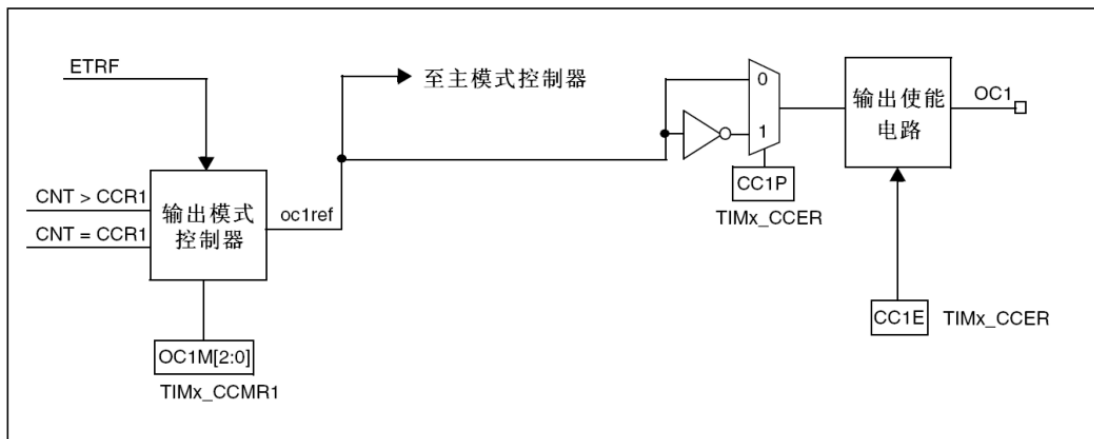 ETRF
至主模式控制器
0
输出使能
电路
OC1
1
CNT > CCR1
CNT = CCR1
输出模式
控制器
oc1ref
CC1P
TIMx_CCER
CC1E
TIMx_CCER
OC1M[2:0]
TIMx_CCMR1